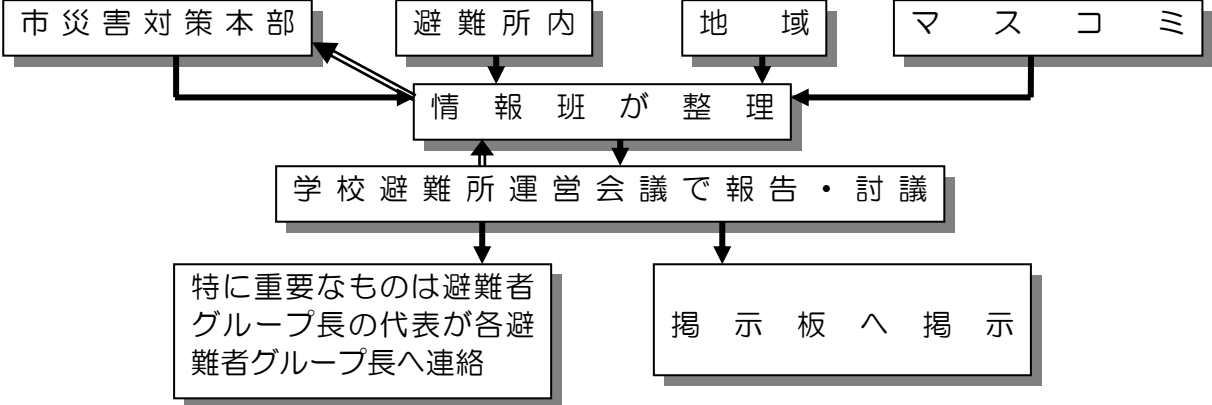 市災害対策本部
避難所内
地域
マスコミ
情報班が整理
学校避難所運営会議で報告・討議
特に重要なものは避難者
グループ長の代表が各避
難者グループ長へ連絡
掲示板へ掲示